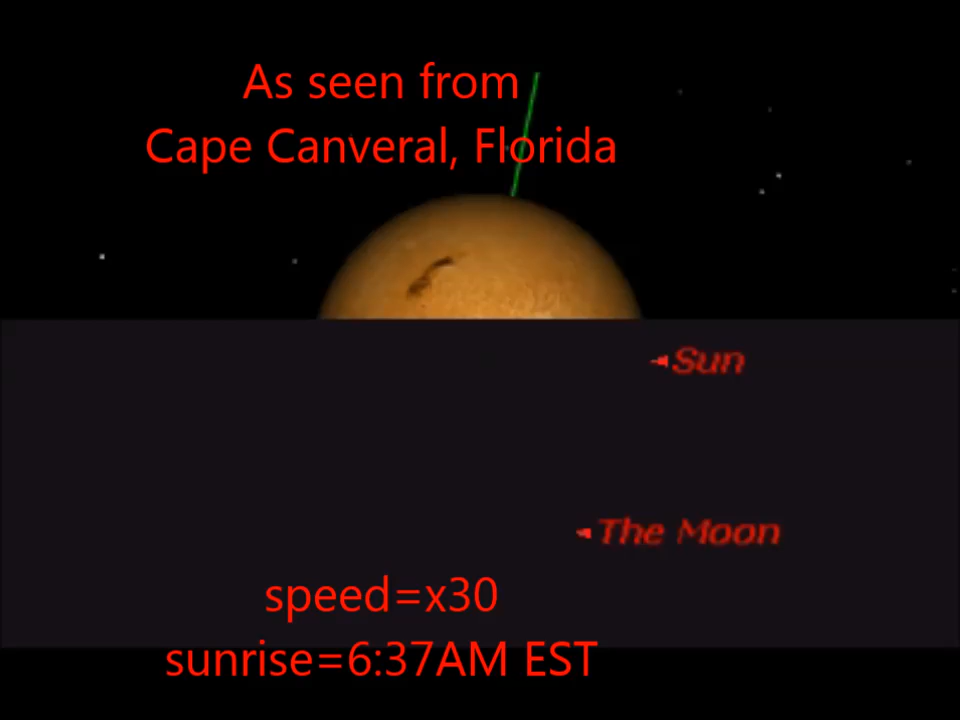 As seen from
Cape Canveral, Florida
Sun
The Moon
speed=x30
sunrise=6:37AM EST